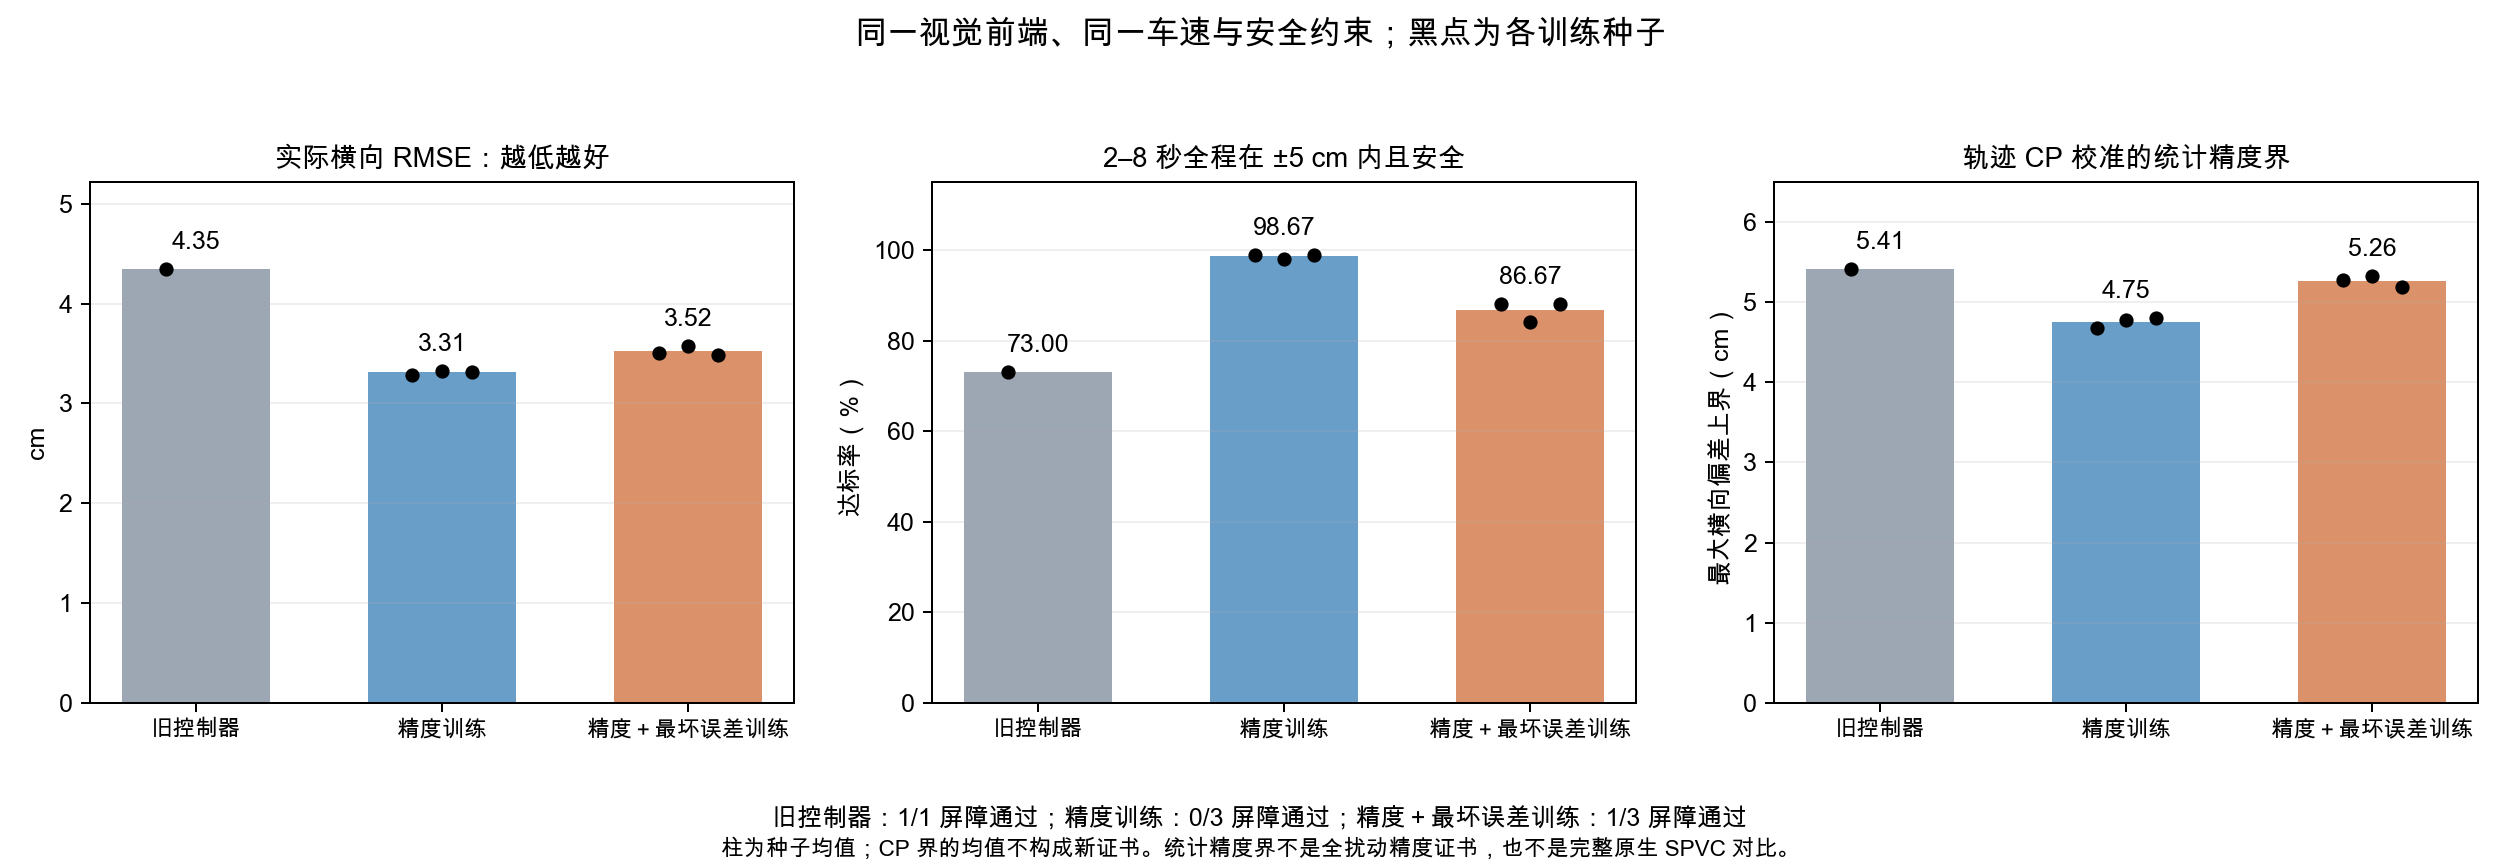 同一视觉前端、同一车速与安全约束；黑点为各训练种子
实际横向 RMSE：越低越好
cm
5
4
3
2
1
0
4.35
3.31
3.52
旧控制器
精度训练
精度 + 最坏误差训练
2–8 秒全程在 ±5 cm 内且安全
达标率（%）
100
80
60
40
20
0
73.00
98.67
86.67
旧控制器
精度训练
精度 + 最坏误差训练
轨迹 CP 校准的统计精度界
最大横向偏差上界（cm）
6
5
4
3
2
1
0
5.41
4.75
5.26
旧控制器
精度训练
精度 + 最坏误差训练
旧控制器：1/1 屏障通过；精度训练：0/3 屏障通过；精度 + 最坏误差训练：1/3 屏障通过
柱为种子均值；CP 界的均值不构成新证书。统计精度界不是全扰动精度证书，也不是完整原生 SPVC 对比。